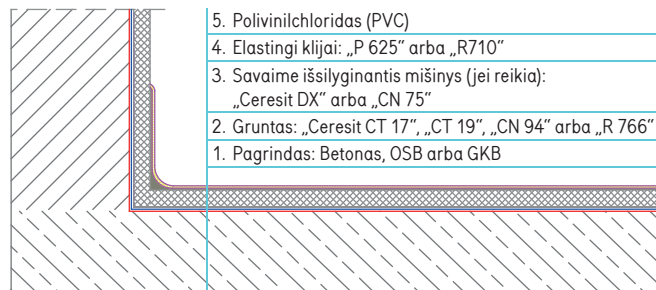 5. Polivinilchloridas (PVC)
4. Elastingi klijai: „P 625“ arba „R710“
3. Savaime išsilyginantis mišinys (jei reikia):
„Ceresit DX“ arba „CN 75“
2. Gruntas: „Ceresit CT 17“, „CT 19“, „CN 94“ arba „R 766“
1. Pagrindas: Betonas, OSB arba GKB